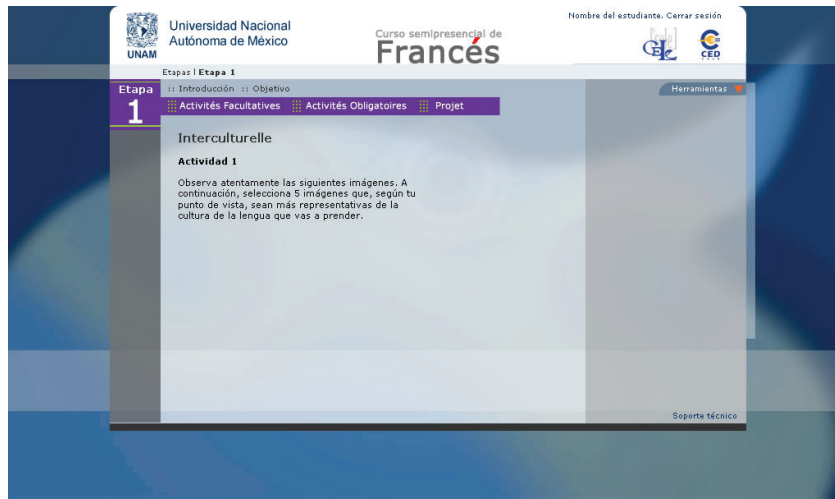 Nombre del estudiante. Cerrar sesión
Universidad Nacional
Autónoma de México
UNAM
Curso semipresencial de
Francés
CELE
CED
Etapas | Etapa 1
Etapa
1
:: Introducción :: Objetivo
Herramientas
Activités Facultatives Activités Obligatoires Projet
Interculturelle
Actividad 1
Observa atentamente las siguientes imágenes. A
continuación, selecciona 5 imágenes que, según tu
punto de vista, sean más representativas de la
cultura de la lengua que vas a prender.
Soporte técnico